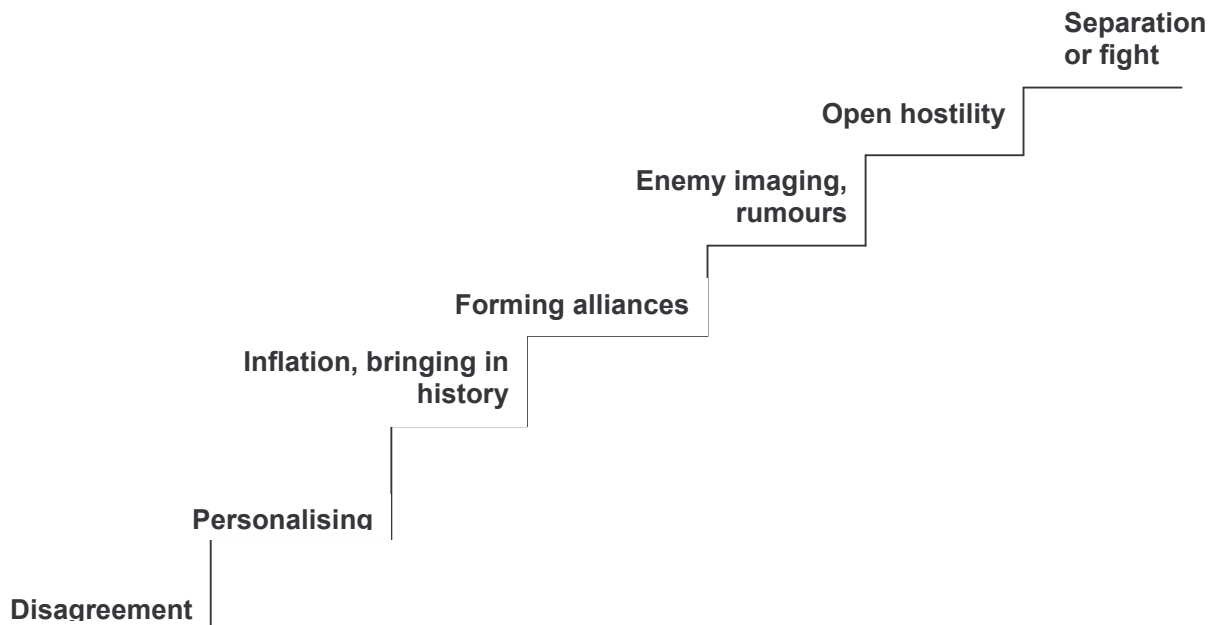 Separation
or fight
Open hostility
Enemy imaging,
rumours
Forming alliances
Inflation, bringing in
history
Personalising
Disagreement